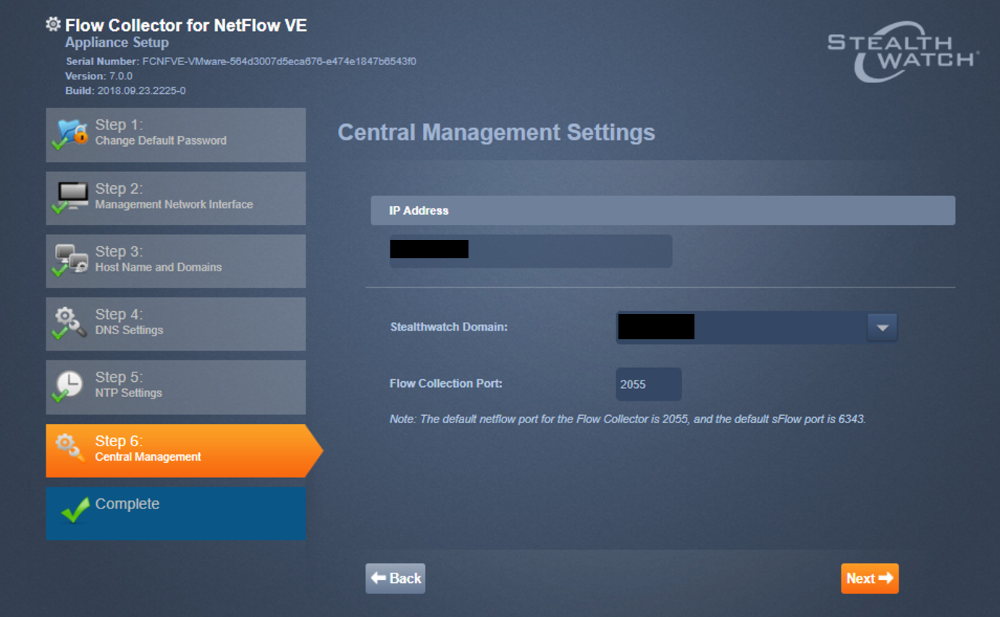 Flow Collector for NetFlow VE
Appliance Setup
Serial Number: FCNFVE-VMware-564d3007d5eca676-e474e1847b6543f0
Version: 7.0.0
Build: 2018.09.23.2225-0
STEALTH
WATCH
Step 1:
Change Default Password
Step 2:
Management Network Interface
Step 3:
Host Name and Domains
Step 4:
DNS Settings
Step 5:
NTP Settings
Step 6:
Central Management
Complete
Central Management Settings
IP Address
Stealthwatch Domain:
Flow Collection Port: 2055
Note: The default netflow port for the Flow Collector is 2055, and the default sFlow port is 6343.
Back
Next